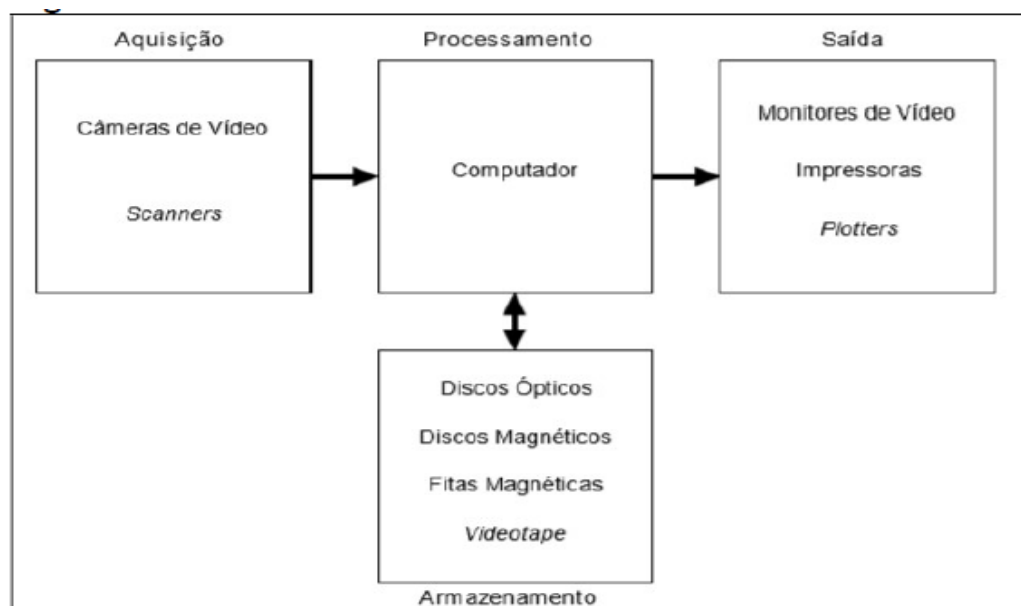 Aquisição
Processamento
Saída
Câmeras de Vídeo
Scanners
Computador
Monitores de Vídeo
Impressoras
Plotters
Discos Ópticos
Discos Magnéticos
Fitas Magnéticas
Videotape
Armazenamento